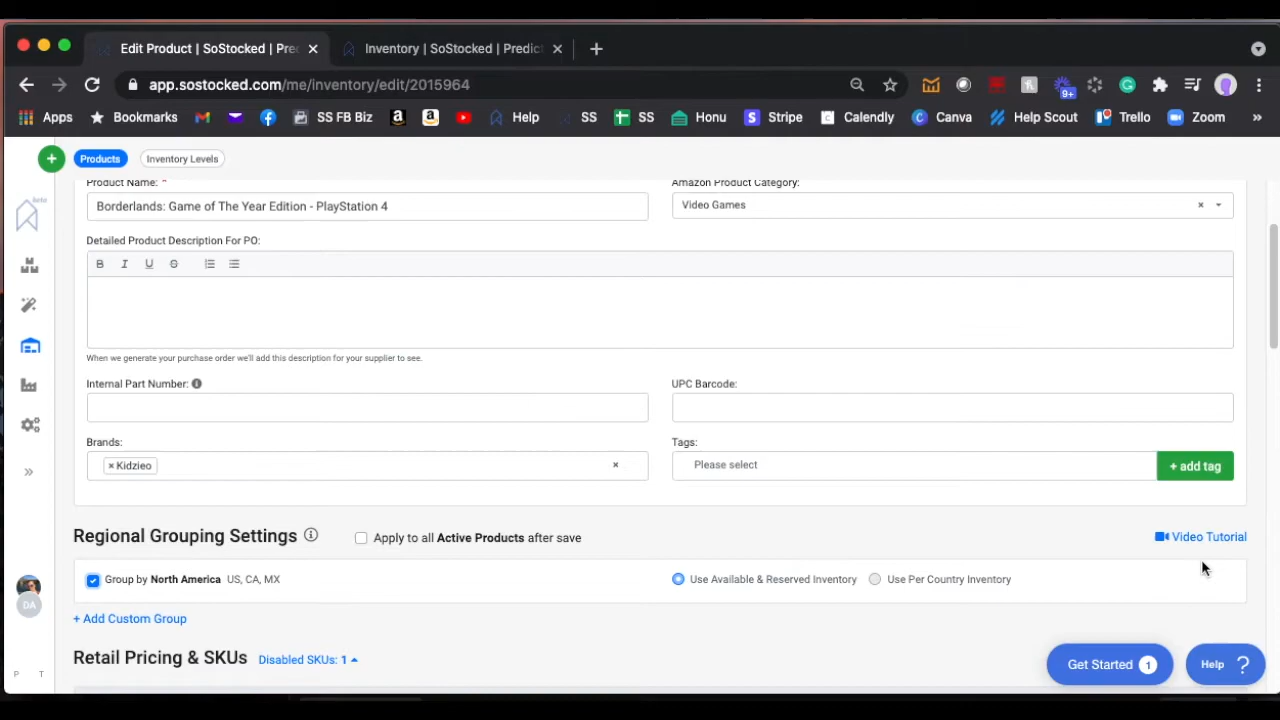 Edit Product | SoStocked | Pre
Inventory | SoStocked | Predict
app.sostocked.com/me/inventory/edit/2015964
9+
Apps Bookmarks SS FB Biz Help SS SS Honu Stripe Calendly Canva Help Scout Trello Zoom »
Products Inventory Levels
beta
Product Name: * Amazon Product Category:
Borderlands: Game of The Year Edition - PlayStation 4 Video Games
Detailed Product Description For PO:
B I U S
When we generate your purchase order we'll add this description for your supplier to see.
Internal Part Number: UPC Barcode:
Brands: Tags:
× Kidzieo × Please select + add tag
Regional Grouping Settings Apply to all Active Products after save Video Tutorial
Group by North America US, CA, MX Use Available & Reserved Inventory Use Per Country Inventory
DA
+ Add Custom Group
Retail Pricing & SKUs Disabled SKUs: 1
P T
Get Started 1 Help ?